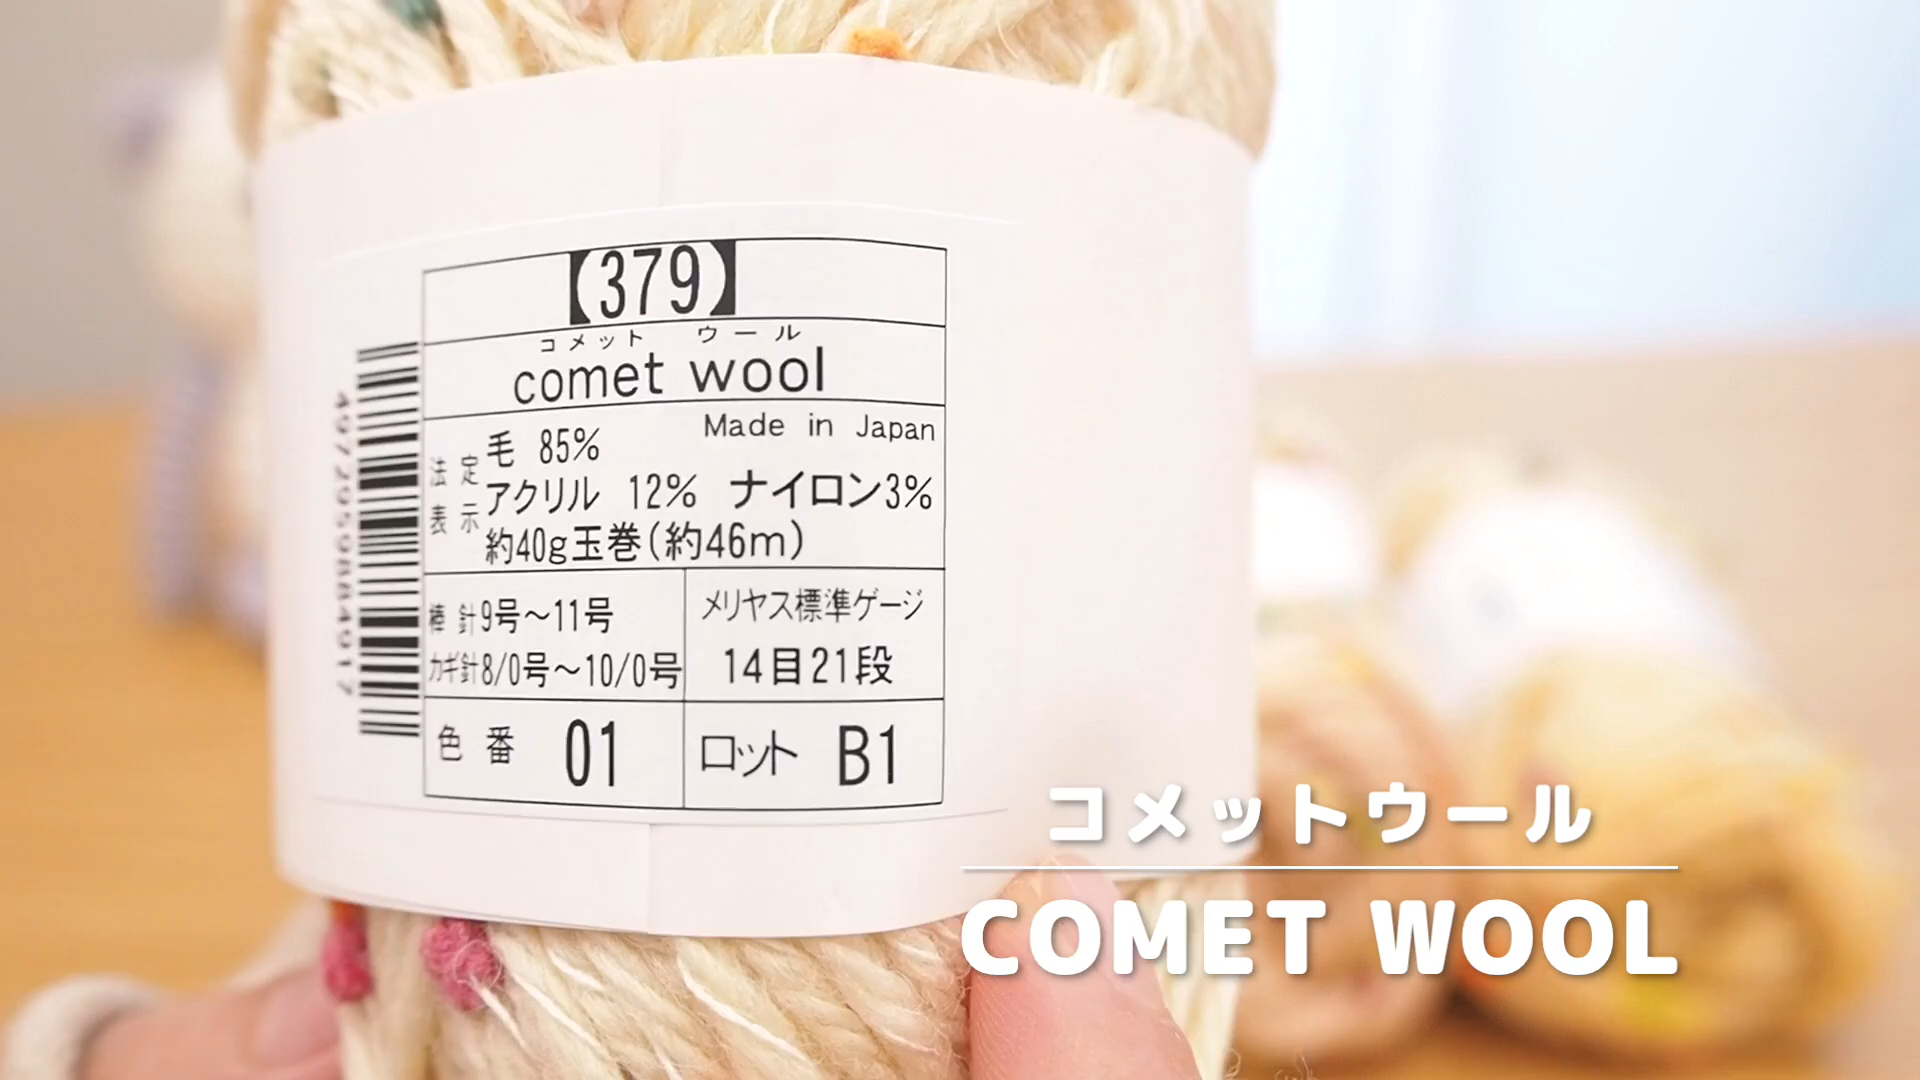 【379】
コメット ウール
comet wool
Made in Japan
法定表示
毛 85%
アクリル 12% ナイロン3%
約40g玉巻(約46m)
棒針9号~11号
カギ針8/0号~10/0号
メリヤス標準ゲージ
14目21段
色番 01
ロット B1
コメットウール
COMET WOOL